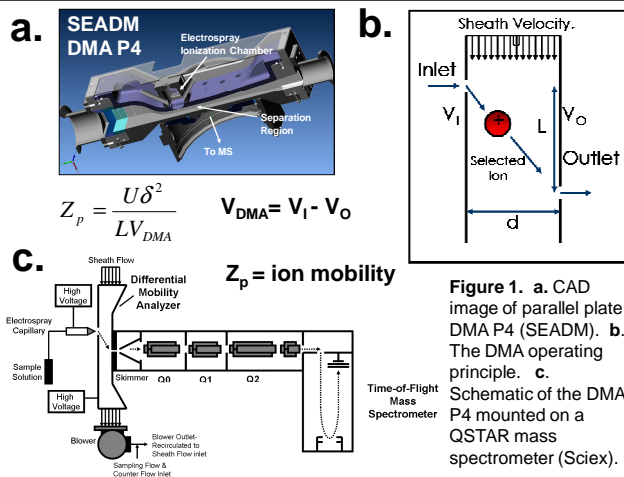 a.
SEADM
DMA P4
Electrospray
Ionization Chamber
Separation
Region
To MS
Z_p = Uδ² / LV_DMA
V_DMA = V_I - V_O
b.
Sheath Velocity.
U
Inlet
V_I
V_O
L
+
Selected
Ion
Outlet
d
c.
Z_p = ion mobility
Sheath Flow
High
Voltage
Differential
Mobility
Analyzer
Electrospray
Capillary
Sample
Solution
High
Voltage
Skimmer
Q0
Q1
Q2
Time-of-Flight
Mass
Spectrometer
Blower
Blower Outlet-
Recirculated to
Sheath Flow inlet
Sampling Flow &
Counter Flow Inlet
Figure 1. a. CAD
image of parallel plate
DMA P4 (SEADM). b.
The DMA operating
principle. c.
Schematic of the DMA
P4 mounted on a
QSTAR mass
spectrometer (Sciex).